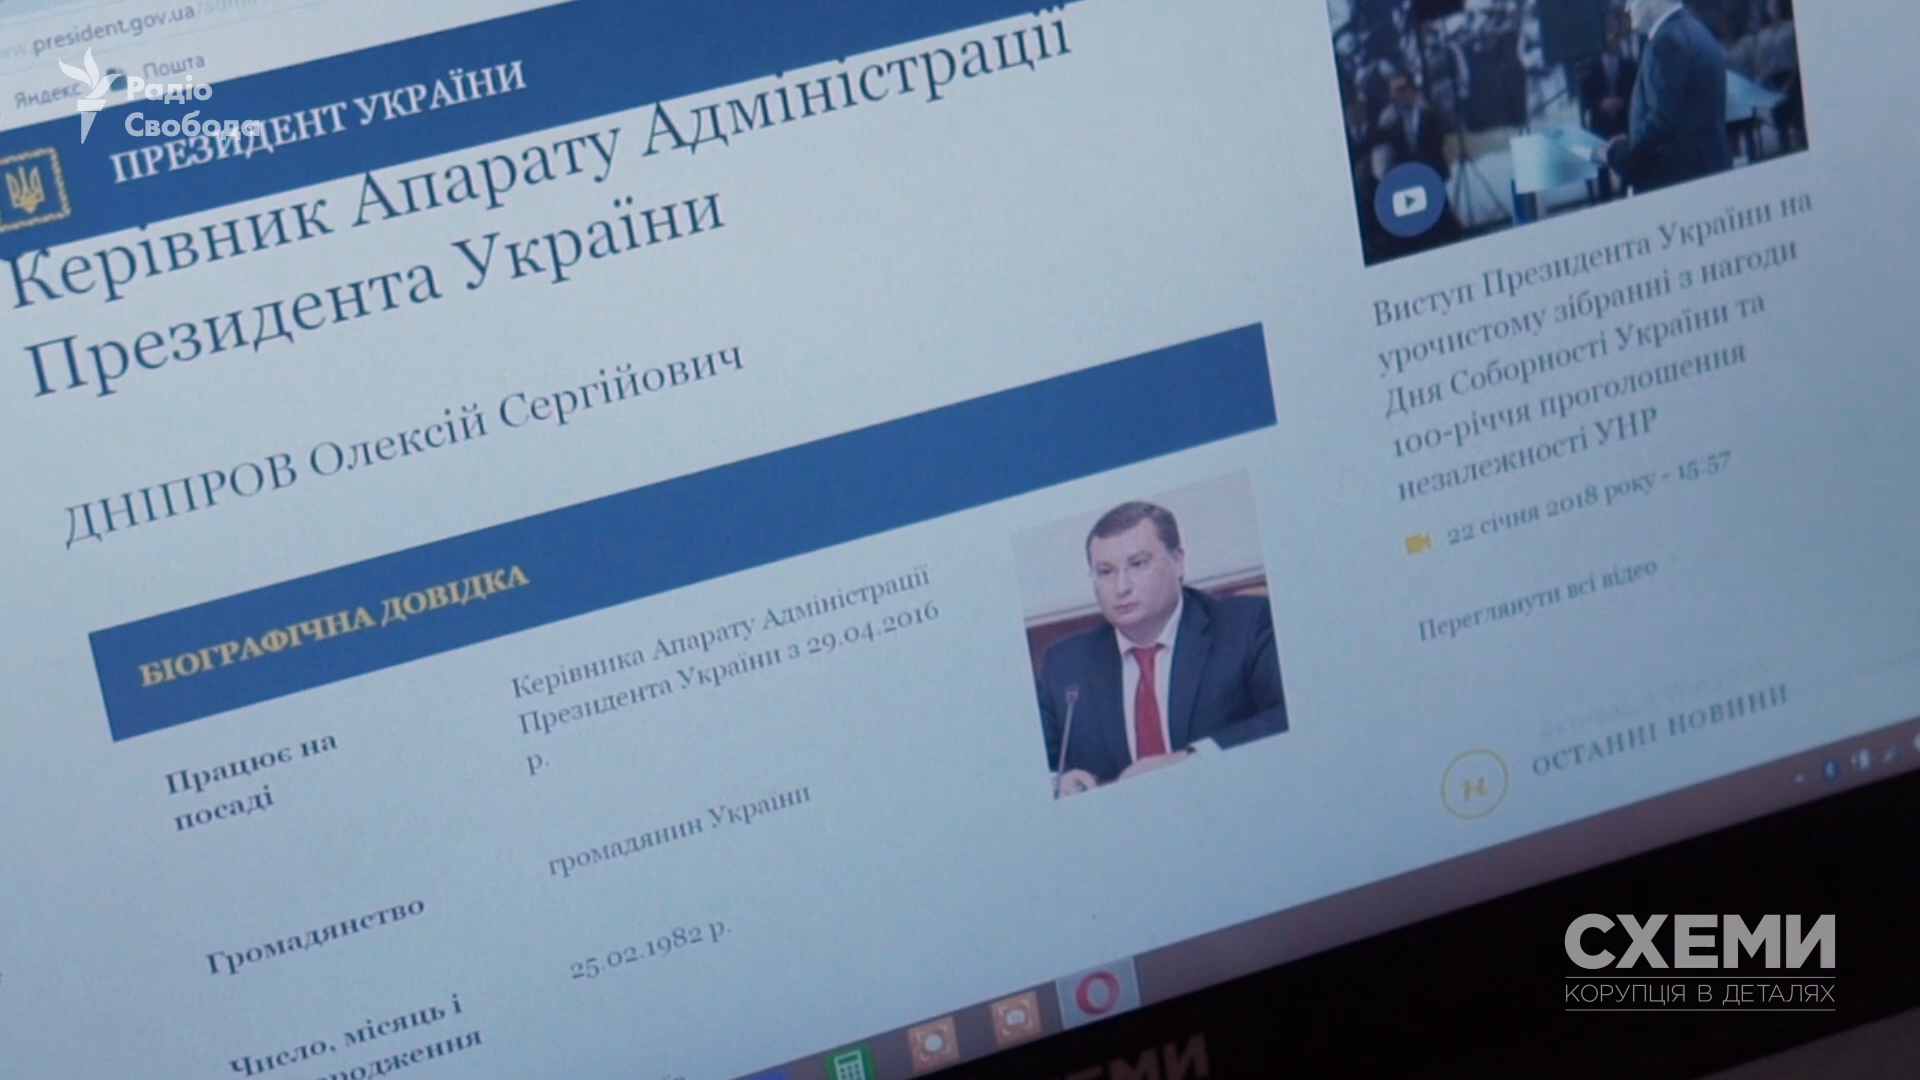 president.gov.ua
Яндекс
Пошта
Радіо
Свобода
ПРЕЗИДЕНТ УКРАЇНИ
Керівник Апарату Адміністрації
Президента України
ДНІПРОВ Олексій Сергійович
БІОГРАФІЧНА ДОВІДКА
Працює на
посаді
Керівника Апарату Адміністрації
Президента України з 29.04.2016
р.
Громадянство
громадянин України
Число, місяць і
25.02.1982 р.
Виступ Президента України на
урочистому зібранні з нагоди
Дня Соборності України та
100-річчя проголошення
незалежності УНР
22 січня 2018 року - 15:57
Переглянути всі відео
Н
ОСТАННІ НОВИНИ
СХЕМИ
КОРУПЦІЯ В ДЕТАЛЯХ